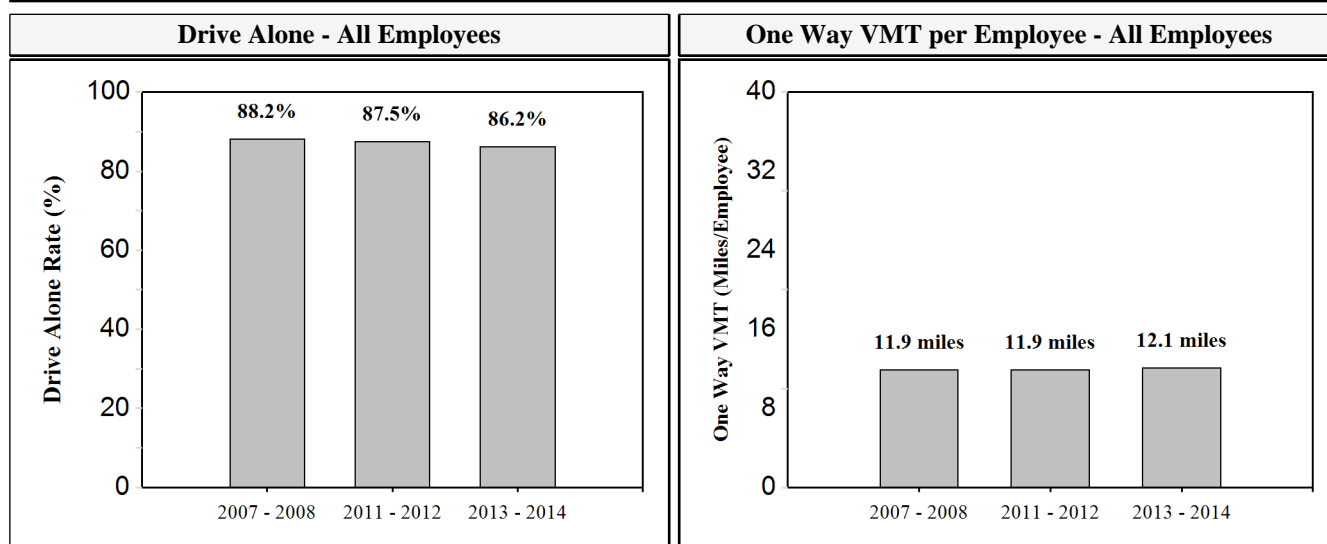 Drive Alone - All Employees
Drive Alone Rate (%)
100
80
60
40
20
0
88.2%
87.5%
86.2%
2007 - 2008
2011 - 2012
2013 - 2014
One Way VMT per Employee - All Employees
One Way VMT (Miles/Employee)
40
32
24
16
8
0
11.9 miles
11.9 miles
12.1 miles
2007 - 2008
2011 - 2012
2013 - 2014